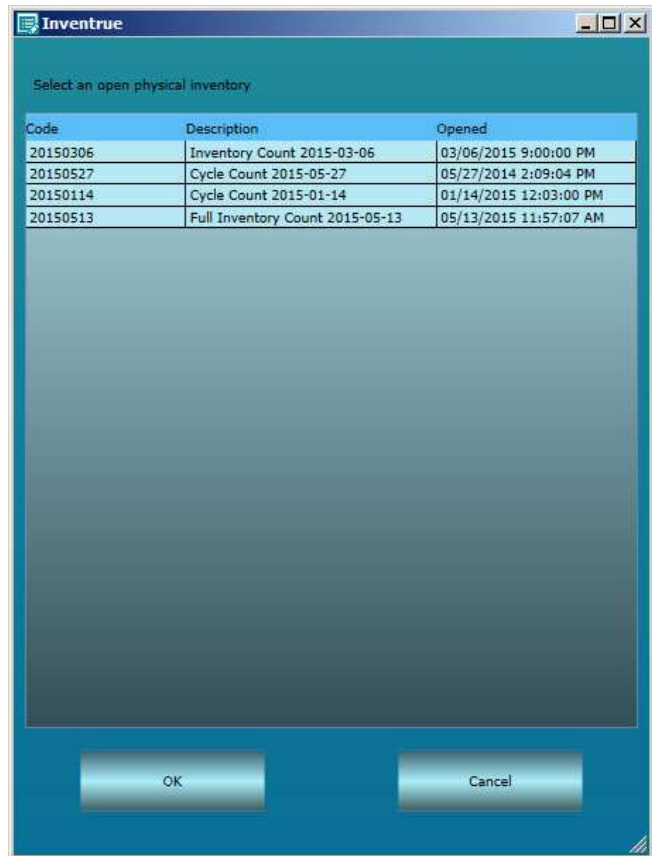 Inventrue
Select an open physical inventory
Code Description Opened
20150306 Inventory Count 2015-03-06 03/06/2015 9:00:00 PM
20150527 Cycle Count 2015-05-27 05/27/2014 2:09:04 PM
20150114 Cycle Count 2015-01-14 01/14/2015 12:03:00 PM
20150513 Full Inventory Count 2015-05-13 05/13/2015 11:57:07 AM
OK Cancel